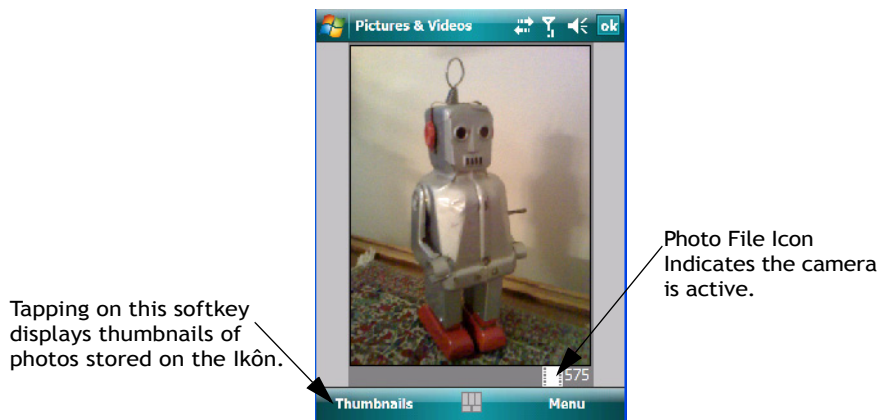 Pictures & Videos ok
Photo File Icon
Indicates the camera
is active.
Tapping on this softkey
displays thumbnails of
photos stored on the Ikôn.
575
Thumbnails Menu